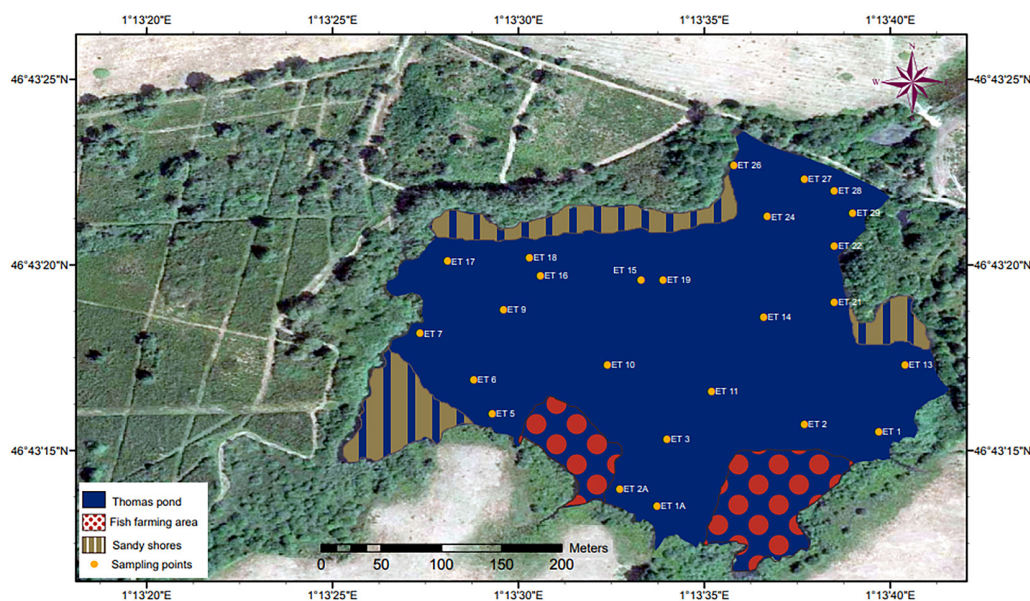 1°13'20"E 1°13'25"E 1°13'30"E 1°13'35"E 1°13'40"E
N
W
46°43'25"N 46°43'25"N
ET 26
ET 27
ET 28
ET 24
ET 29
ET 22
46°43'20"N 46°43'20"N
ET 17
ET 18
ET 16
ET 15
ET 19
ET 21
ET 9
ET 14
ET 7
ET 10
ET 13
ET 6
ET 11
ET 5
ET 2
ET 1
ET 3
46°43'15"N 46°43'15"N
ET 2A
ET 1A
Thomas pond
Fish farming area
Sandy shores
Sampling points
Meters
0 50 100 150 200
1°13'20"E 1°13'25"E 1°13'30"E 1°13'35"E 1°13'40"E